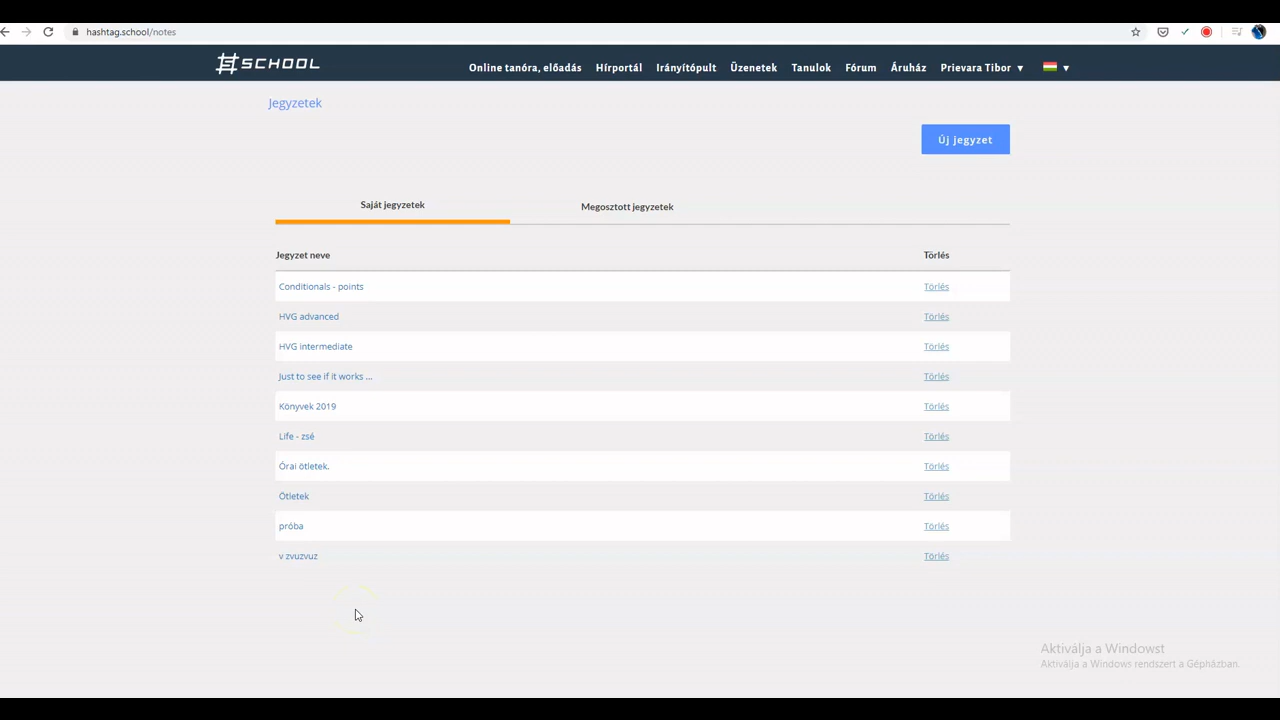 hashtag.school/notes
SCHOOL
Online tanóra, előadás Hírportál Irányítópult Üzenetek Tanulok Fórum Áruház Prievara Tibor
Jegyzetek
Új jegyzet
Saját jegyzetek Megosztott jegyzetek
Jegyzet neve Törlés
Conditionals - points Törlés
HVG advanced Törlés
HVG intermediate Törlés
Just to see if it works ... Törlés
Könyvek 2019 Törlés
Life - zsé Törlés
Órai ötletek. Törlés
Ötletek Törlés
próba Törlés
v zvuzvuz Törlés
Aktiválja a Windowst
Aktiválja a Windows rendszert a Gépházban.